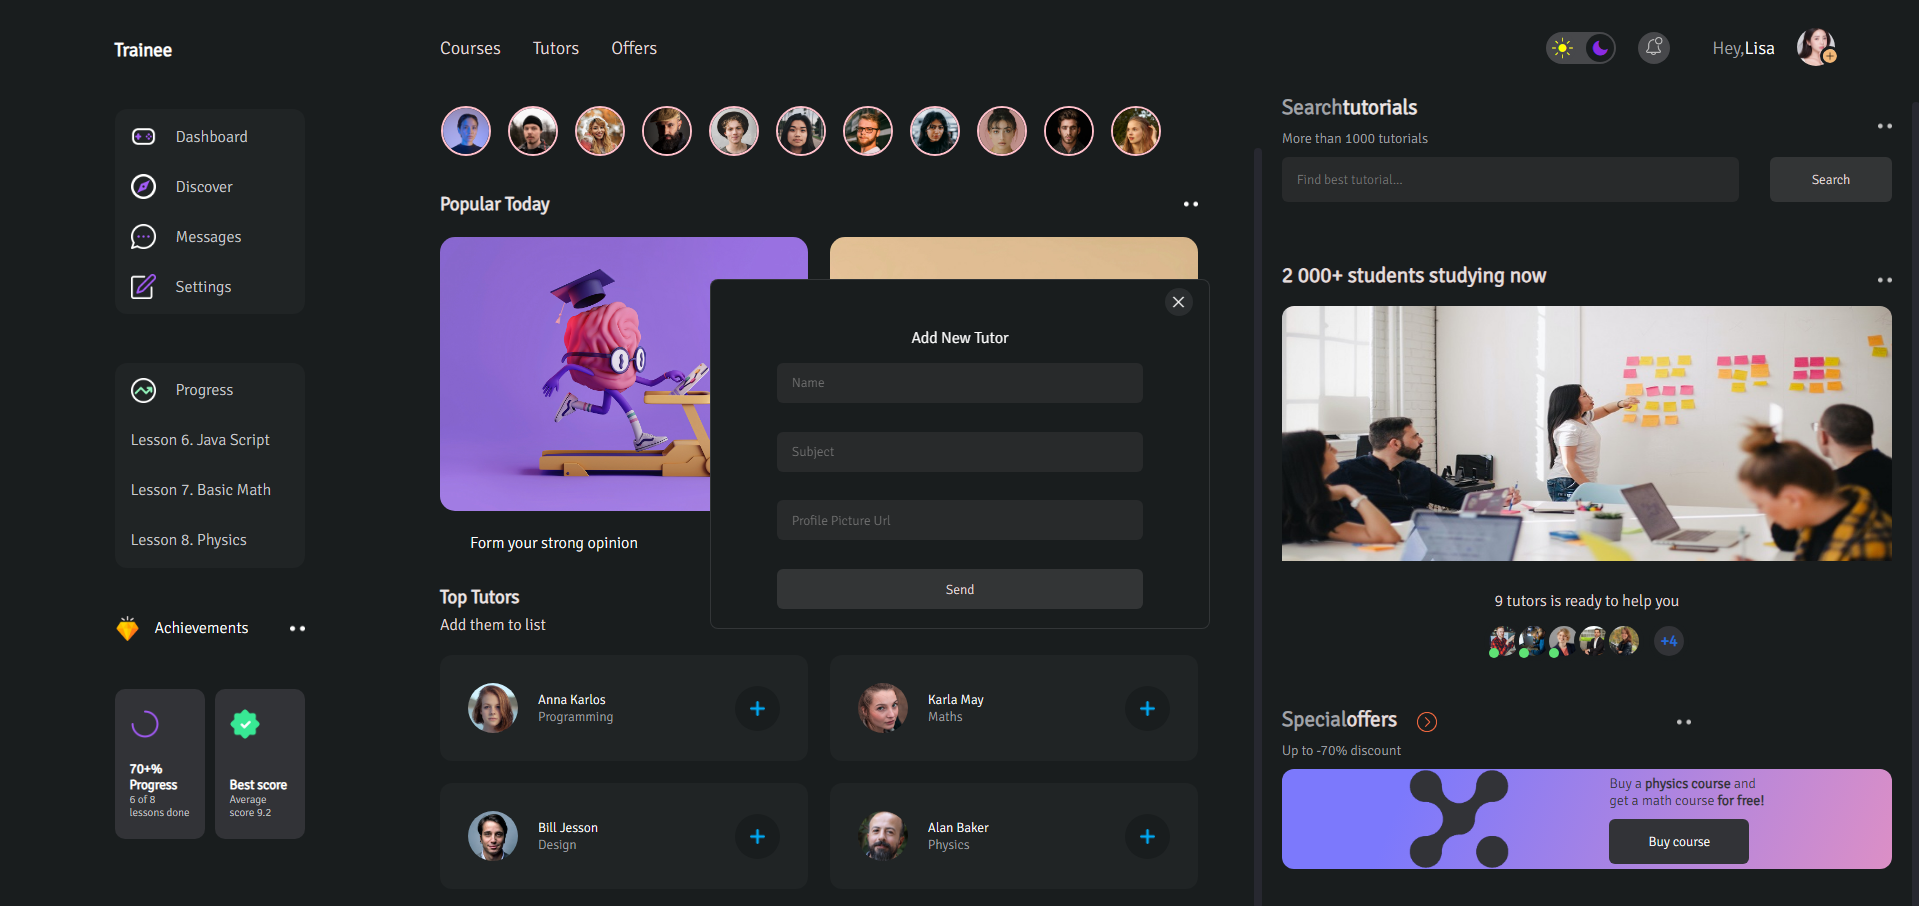 Trainee
Courses
Tutors
Offers
Hey,Lisa
Dashboard
Discover
Messages
Settings
Progress
Lesson 6. Java Script
Lesson 7. Basic Math
Lesson 8. Physics
Achievements
70+%
Progress
6 of 8
lessons done
Best score
Average
score 9.2
Popular Today
Form your strong opinion
Add New Tutor
Name
Subject
Profile Picture Url
Send
Top Tutors
Add them to list
Anna Karlos
Programming
Karla May
Maths
Bill Jesson
Design
Alan Baker
Physics
Searchtutorials
More than 1000 tutorials
Find best tutorial...
Search
2 000+ students studying now
9 tutors is ready to help you
+4
Specialoffers
Up to -70% discount
Buy a physics course and
get a math course for free!
Buy course